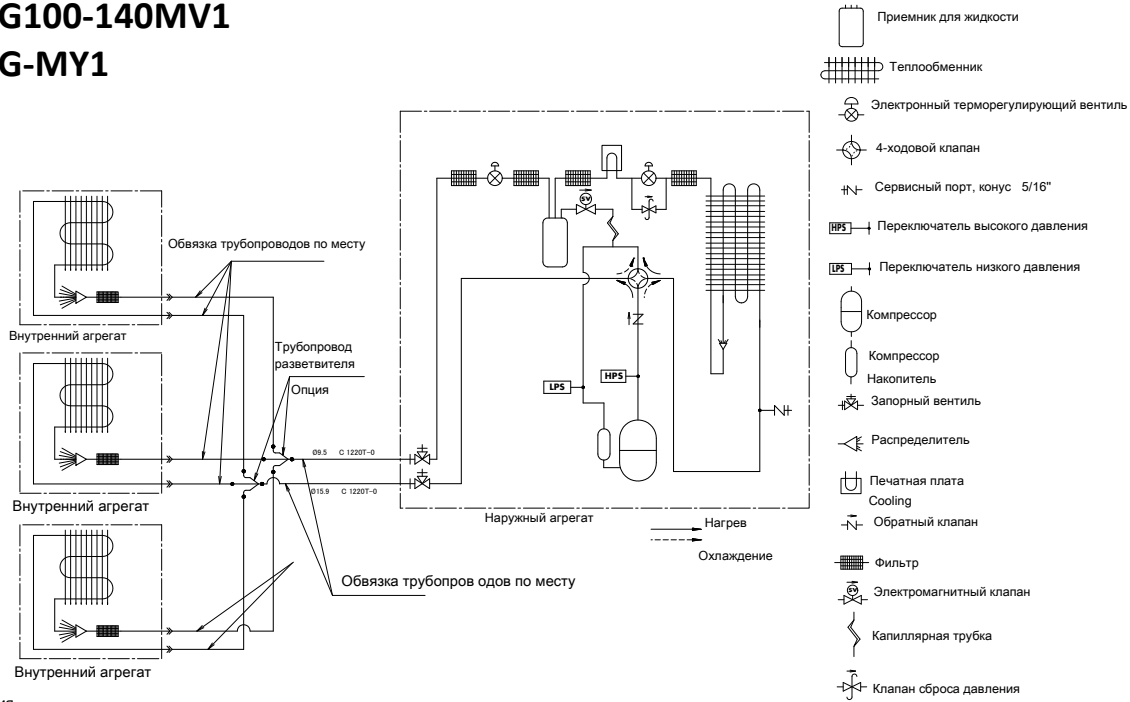 G100-140MV1
G-MY1
Внутренний агрегат
Внутренний агрегат
Внутренний агрегат
Обвязка трубопроводов по месту
Трубопровод
разветвителя
Опция
Ø9.5 C 1220T-0
Ø15.9 C 1220T-0
Обвязка трубопров одов по месту
SV
LPS
HPS
Наружный агрегат
Нагрев
Охлаждение
Приемник для жидкости
Теплообменник
Электронный терморегулирующий вентиль
4-ходовой клапан
Сервисный порт, конус 5/16"
HPS Переключатель высокого давления
LPS Переключатель низкого давления
Компрессор
Компрессор
Накопитель
Запорный вентиль
Распределитель
Печатная плата
Cooling
Обратный клапан
Фильтр
SV Электромагнитный клапан
Капиллярная трубка
Клапан сброса давления